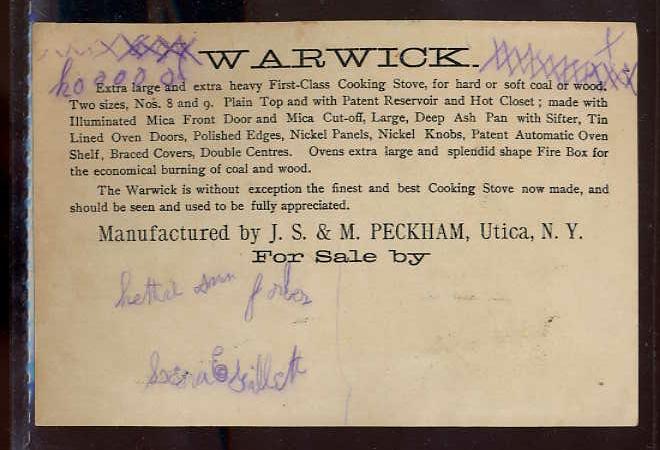 WARWICK.
Extra large and extra heavy First-Class Cooking Stove, for hard or soft coal or wood.
Two sizes, Nos. 8 and 9. Plain Top and with Patent Reservoir and Hot Closet; made with
Illuminated Mica Front Door and Mica Cut-off, Large, Deep Ash Pan with Sifter, Tin
Lined Oven Doors, Polished Edges, Nickel Panels, Nickel Knobs, Patent Automatic Oven
Shelf, Braced Covers, Double Centres. Ovens extra large and splendid shape Fire Box for
the economical burning of coal and wood.
The Warwick is without exception the finest and best Cooking Stove now made, and
should be seen and used to be fully appreciated.
Manufactured by J. S. & M. PECKHAM, Utica, N. Y.
For Sale by